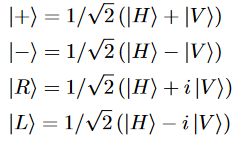 |+⟩ = 1/√2 (|H⟩ + |V⟩)
|−⟩ = 1/√2 (|H⟩ − |V⟩)
|R⟩ = 1/√2 (|H⟩ + i |V⟩)
|L⟩ = 1/√2 (|H⟩ − i |V⟩)